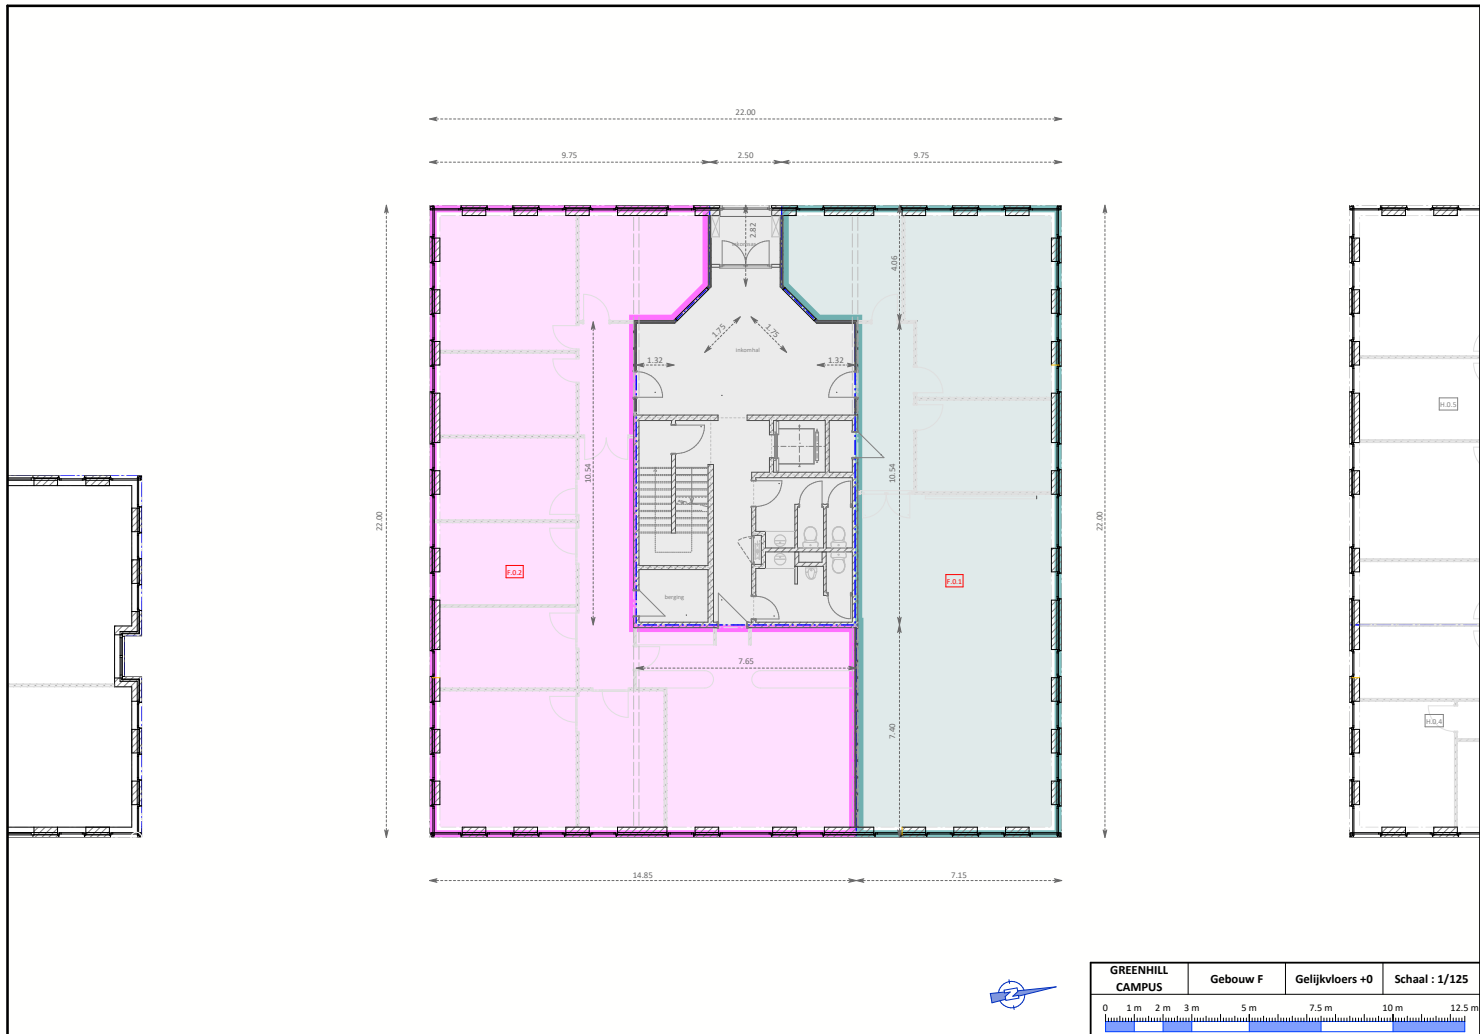 22.00
9.75
2.50
9.75
2.82
4.06
1.75
1.75
inkomhal
1.32
1.32
H.0.5
10.54
10.54
22.00
22.00
F.0.2
F.0.1
berging
7.65
H.0.4
7.40
14.85
7.15
GREENHILL CAMPUS
Gebouw F
Gelijkvloers +0
Schaal : 1/125
0 1 m 2 m 3 m 5 m 7.5 m 10 m 12.5 m